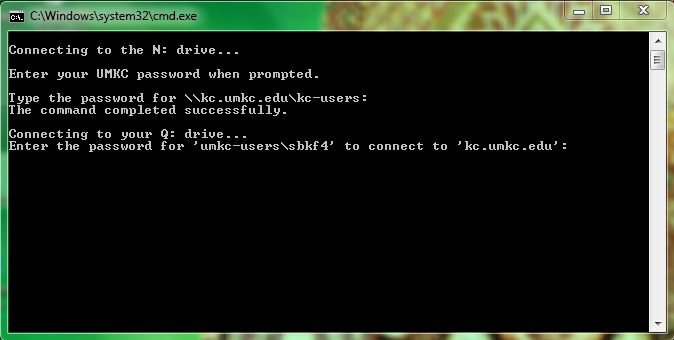 C:\Windows\system32\cmd.exe
Connecting to the N: drive...
Enter your UMKC password when prompted.
Type the password for \\kc.umkc.edu\kc-users:
The command completed successfully.
Connecting to your Q: drive...
Enter the password for 'umkc-users\sbkf4' to connect to 'kc.umkc.edu':